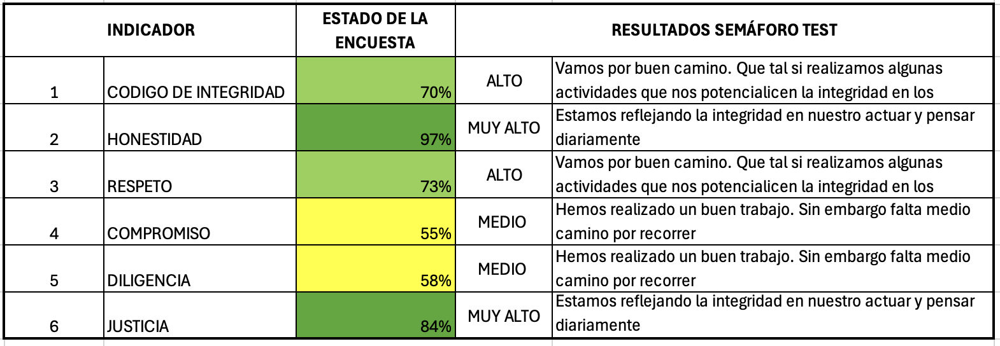 INDICADOR
ESTADO DE LA
ENCUESTA
RESULTADOS SEMÁFORO TEST
1
CODIGO DE INTEGRIDAD
70%
ALTO
Vamos por buen camino. Que tal si realizamos algunas
actividades que nos potencialicen la integridad en los
2
HONESTIDAD
97%
MUY ALTO
Estamos reflejando la integridad en nuestro actuar y pensar
diariamente
3
RESPETO
73%
ALTO
Vamos por buen camino. Que tal si realizamos algunas
actividades que nos potencialicen la integridad en los
4
COMPROMISO
55%
MEDIO
Hemos realizado un buen trabajo. Sin embargo falta medio
camino por recorrer
5
DILIGENCIA
58%
MEDIO
Hemos realizado un buen trabajo. Sin embargo falta medio
camino por recorrer
6
JUSTICIA
84%
MUY ALTO
Estamos reflejando la integridad en nuestro actuar y pensar
diariamente